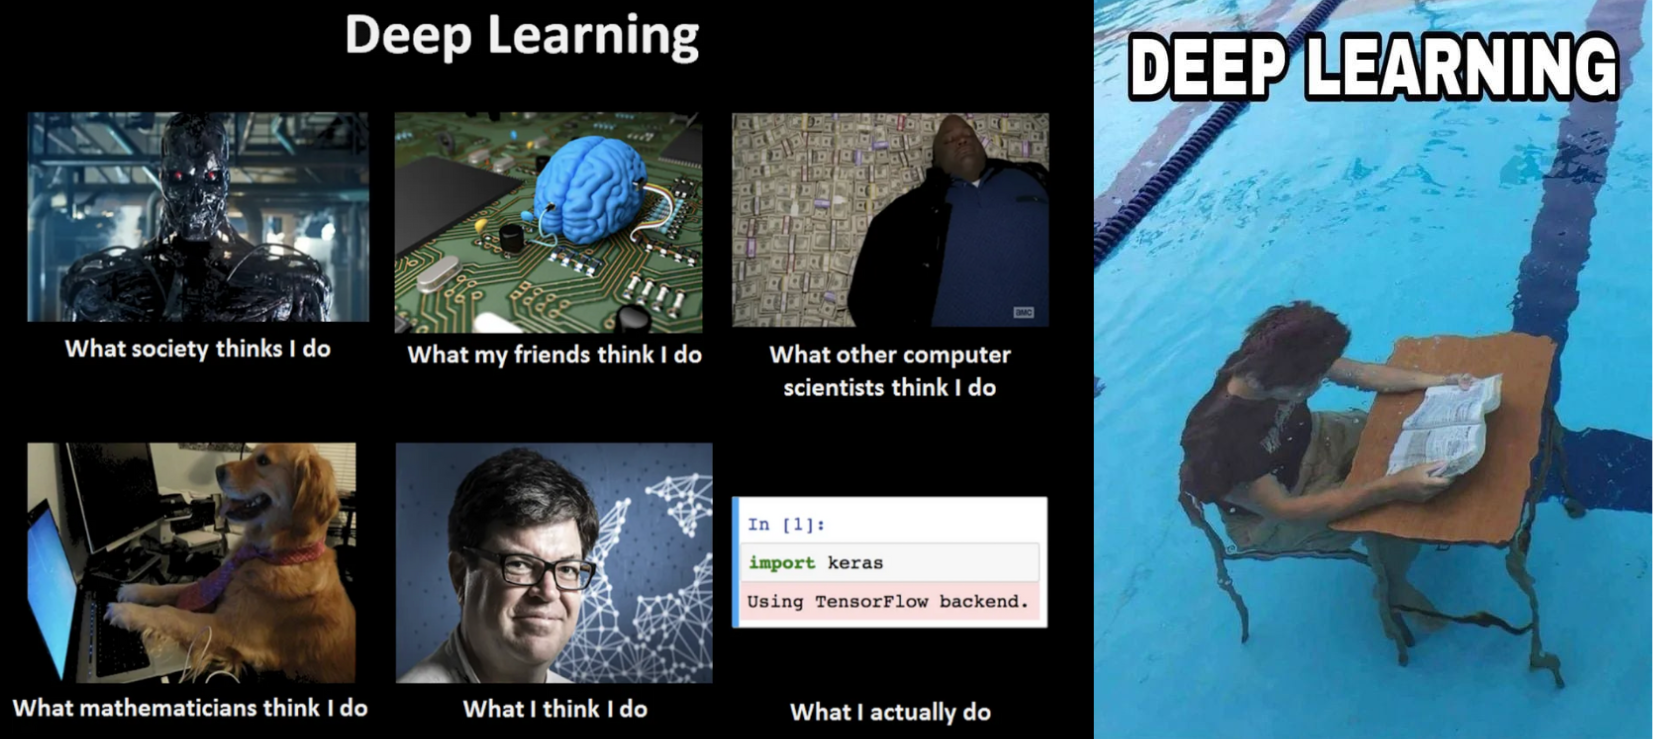 Deep Learning
What society thinks I do
What my friends think I do
What other computer
scientists think I do
What mathematicians think I do
What I think I do
In [1]:
import keras
Using TensorFlow backend.
What I actually do
DEEP LEARNING